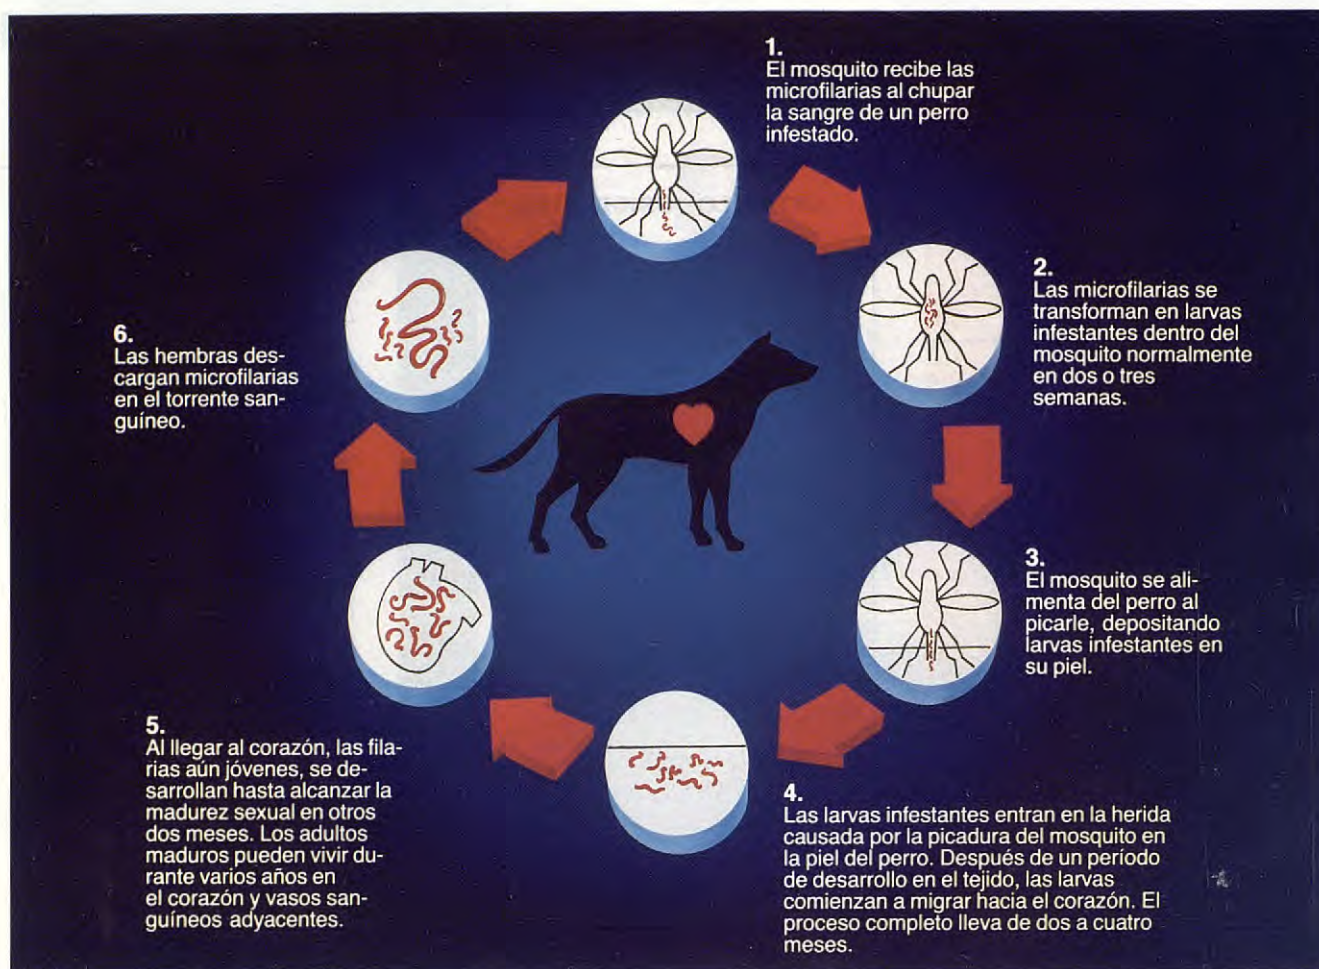 1.
El mosquito recibe las
microfilarias al chupar
la sangre de un perro
infestado.
2.
Las microfilarias se
transforman en larvas
infestantes dentro del
mosquito normalmente
en dos o tres
semanas.
3.
El mosquito se ali-
menta del perro al
picarle, depositando
larvas infestantes en
su piel.
4.
Las larvas infestantes entran en la herida
causada por la picadura del mosquito en
la piel del perro. Después de un período
de desarrollo en el tejido, las larvas
comienzan a migrar hacia el corazón. El
proceso completo lleva de dos a cuatro
meses.
5.
Al llegar al corazón, las fila-
rias aún jóvenes, se de-
sarrollan hasta alcanzar la
madurez sexual en otros
dos meses. Los adultos
maduros pueden vivir du-
rante varios años en
el corazón y vasos san-
guíneos adyacentes.
6.
Las hembras des-
cargan microfilarias
en el torrente san-
guíneo.